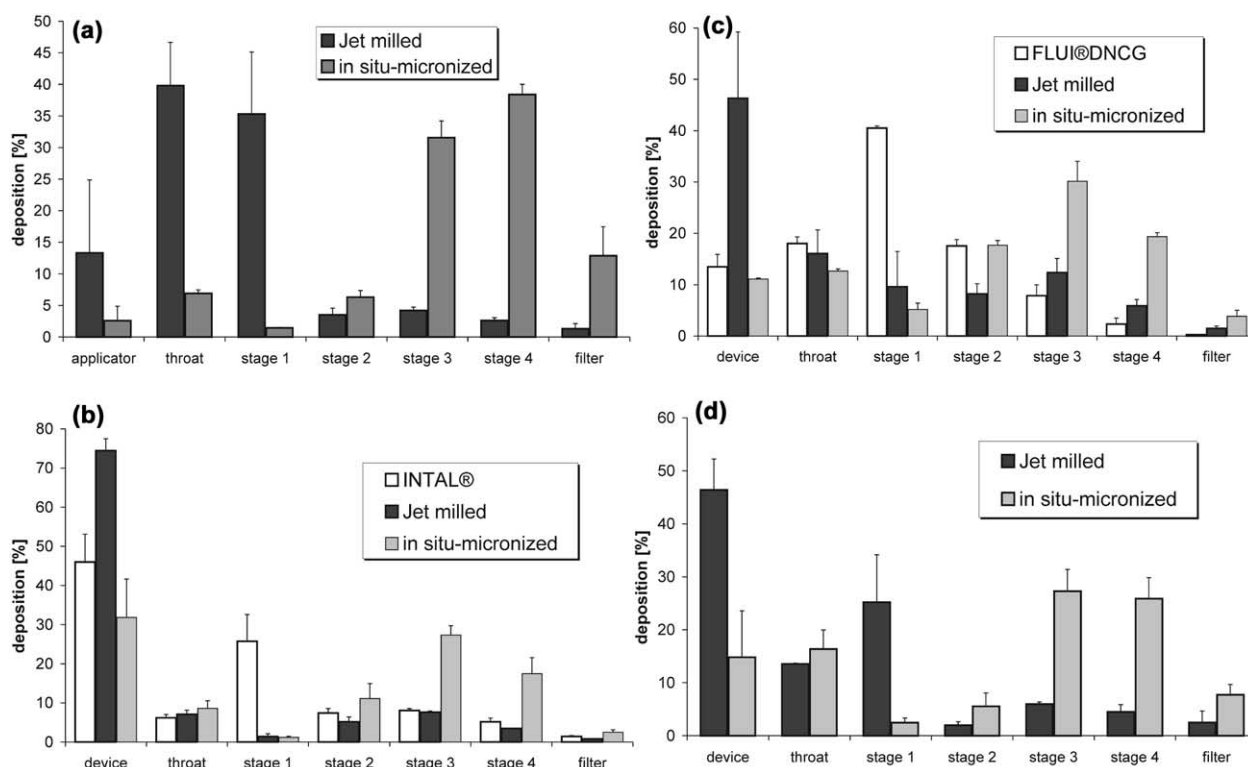 (a)
50
45
40
35
30
25
20
15
10
5
0
deposition [%]
Jet milled
in situ-micronized
applicator throat stage 1 stage 2 stage 3 stage 4 filter
(c)
60
50
40
30
20
10
0
deposition [%]
FLUI®DNCG
Jet milled
in situ-micronized
device throat stage 1 stage 2 stage 3 stage 4 filter
(b)
80
70
60
50
40
30
20
10
0
deposition [%]
INTAL®
Jet milled
in situ-micronized
device throat stage 1 stage 2 stage 3 stage 4 filter
(d)
60
50
40
30
20
10
0
deposition [%]
Jet milled
in situ-micronized
device throat stage 1 stage 2 stage 3 stage 4 filter